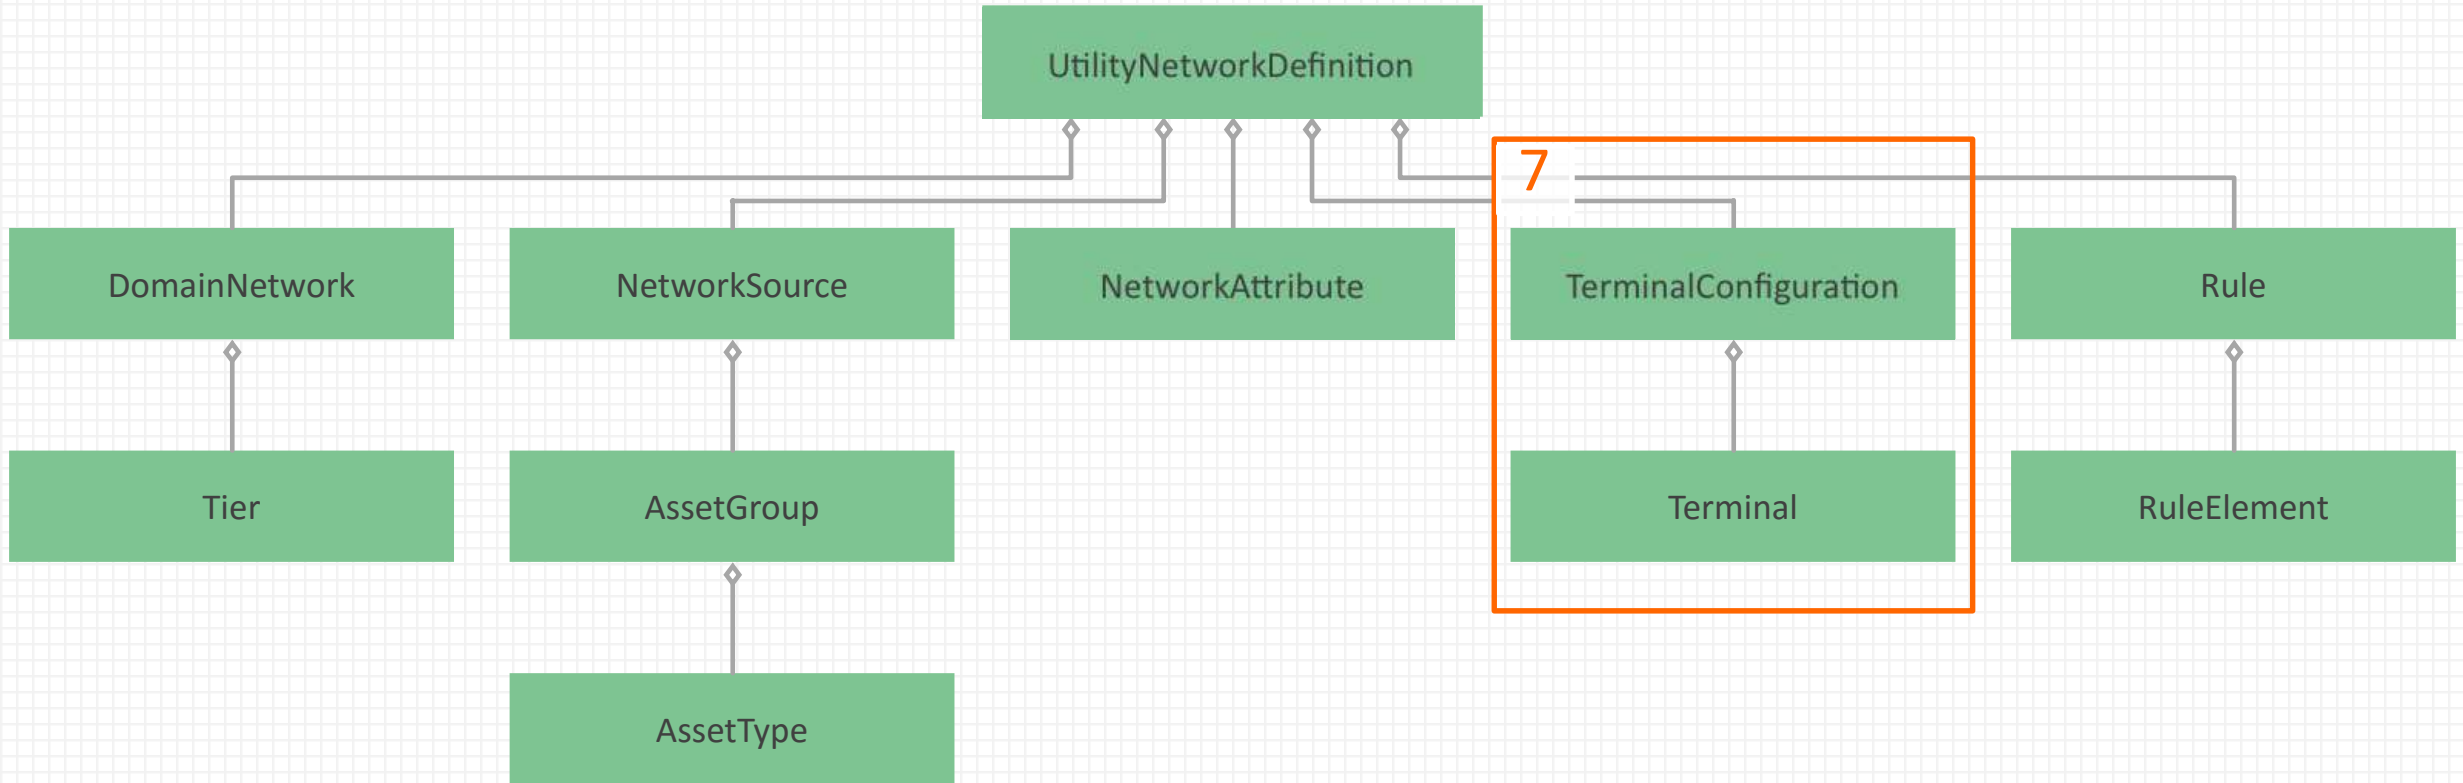 UtilityNetworkDefinition
7
DomainNetwork
NetworkSource
NetworkAttribute
TerminalConfiguration
Rule
Tier
AssetGroup
Terminal
RuleElement
AssetType